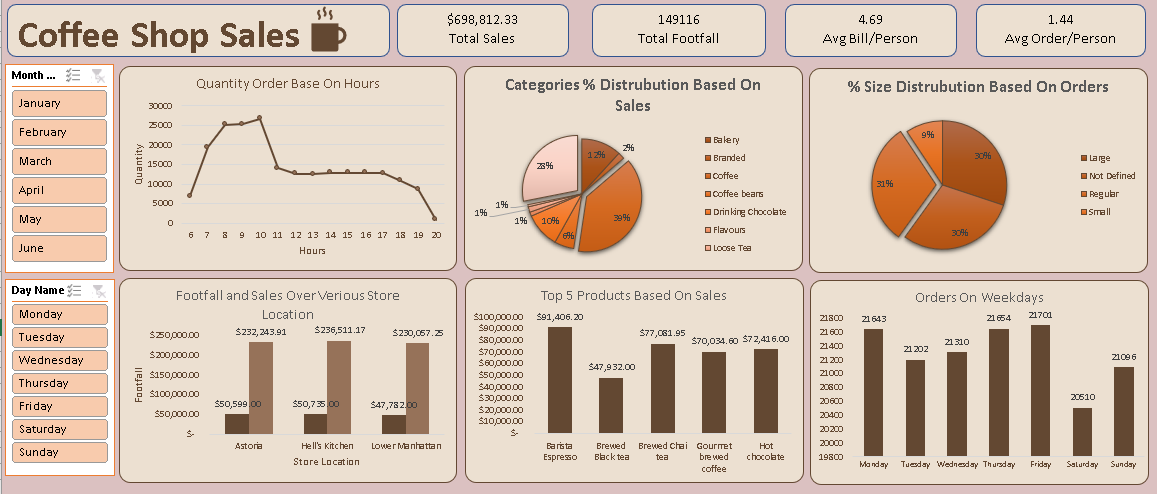 Coffee Shop Sales
$698,812.33
Total Sales
149116
Total Footfall
4.69
Avg Bill/Person
1.44
Avg Order/Person
Month ...
January
February
March
April
May
June
Day Name
Monday
Tuesday
Wednesday
Thursday
Friday
Saturday
Sunday
Quantity Order Base On Hours
30000
25000
20000
15000
10000
5000
0
Quantity
6 7 8 9 10 11 12 13 14 15 16 17 18 19 20
Hours
Categories % Distrubution Based On
Sales
12%
2%
39%
6%
10%
1%
1%
1%
28%
Bakery
Branded
Coffee
Coffee beans
Drinking Chocolate
Flavours
Loose Tea
% Size Distrubution Based On Orders
30%
30%
31%
9%
Large
Not Defined
Regular
Small
Footfall and Sales Over Verious Store
Location
$250,000.00
$200,000.00
$150,000.00
$100,000.00
$50,000.00
$-
Footfall
$232,243.91
$236,511.17
$230,057.25
$50,599.00
$50,735.00
$47,782.00
Astoria
Hell's Kitchen
Lower Manhattan
Store Location
Top 5 Products Based On Sales
$100,000.00
$90,000.00
$80,000.00
$70,000.00
$60,000.00
$50,000.00
$40,000.00
$30,000.00
$20,000.00
$10,000.00
$-
$91,406.20
$47,932.00
$77,081.95
$70,034.60
$72,416.00
Barista
Espresso
Brewed
Black tea
Brewed Chai
tea
Gourmet
brewed
coffee
Hot
chocolate
Orders On Weekdays
21800
21600
21400
21200
21000
20800
20600
20400
20200
20000
19800
21643
21202
21310
21654
21701
20510
21096
Monday
Tuesday
Wednesday
Thursday
Friday
Saturday
Sunday